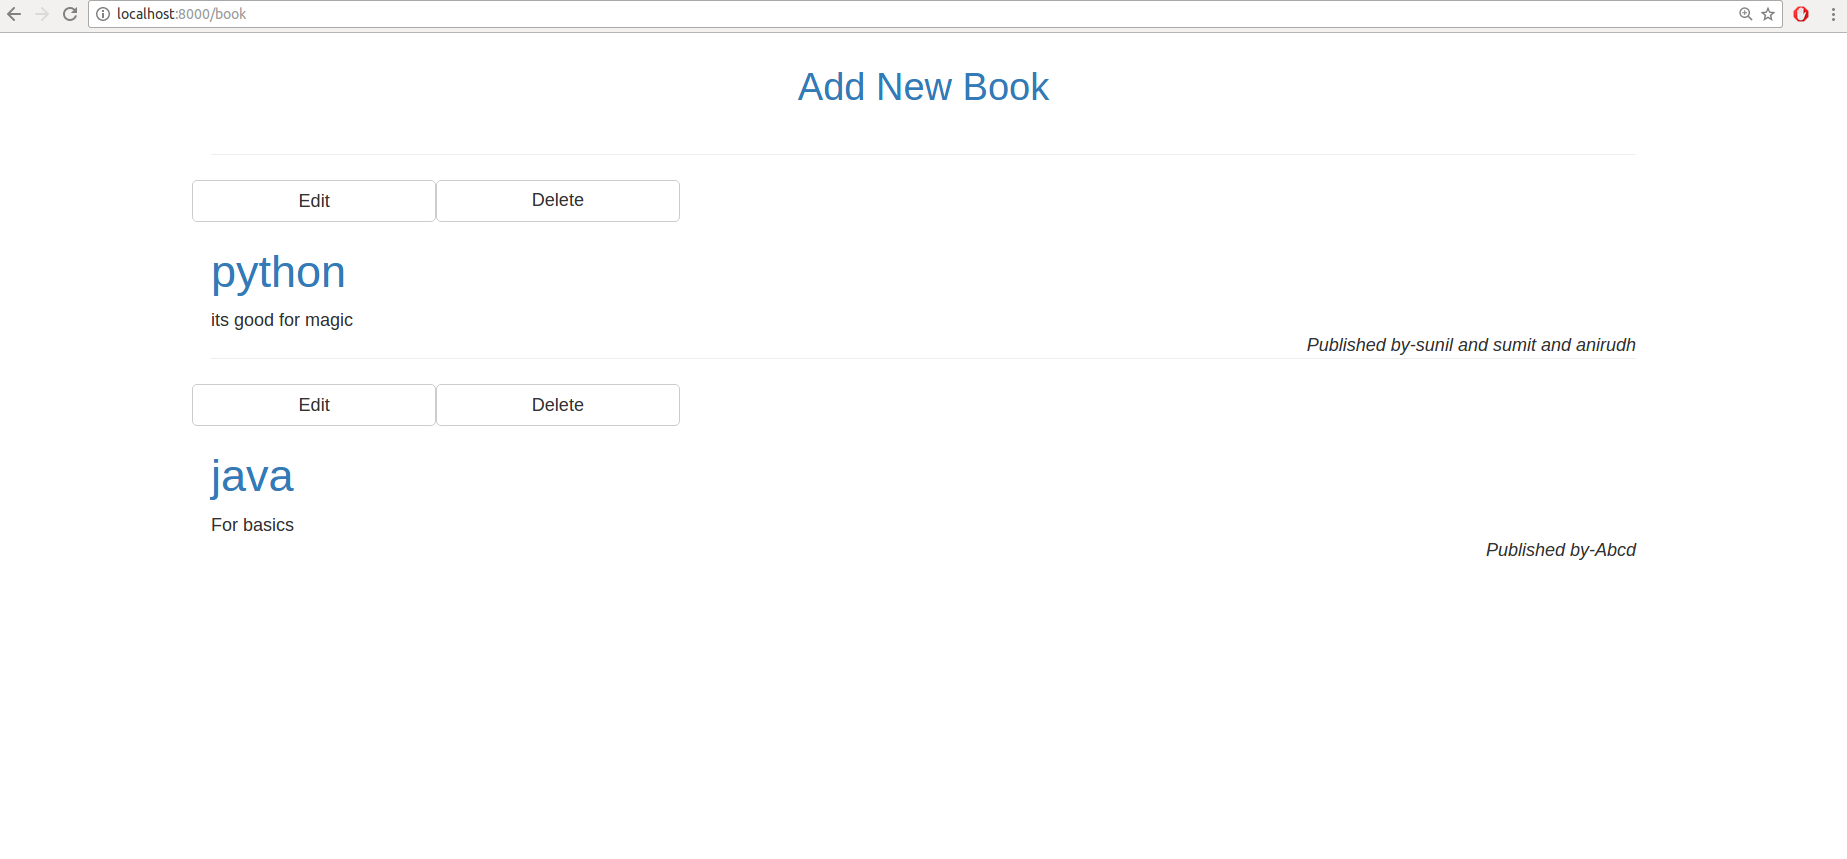 localhost:8000/book
Add New Book
Edit Delete
python
its good for magic
Published by-sunil and sumit and anirudh
Edit Delete
java
For basics
Published by-Abcd